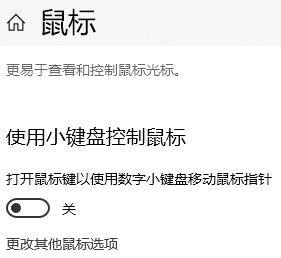 鼠标
更易于查看和控制鼠标光标。
使用小键盘控制鼠标
打开鼠标键以使用数字小键盘移动鼠标指针
关
更改其他鼠标选项